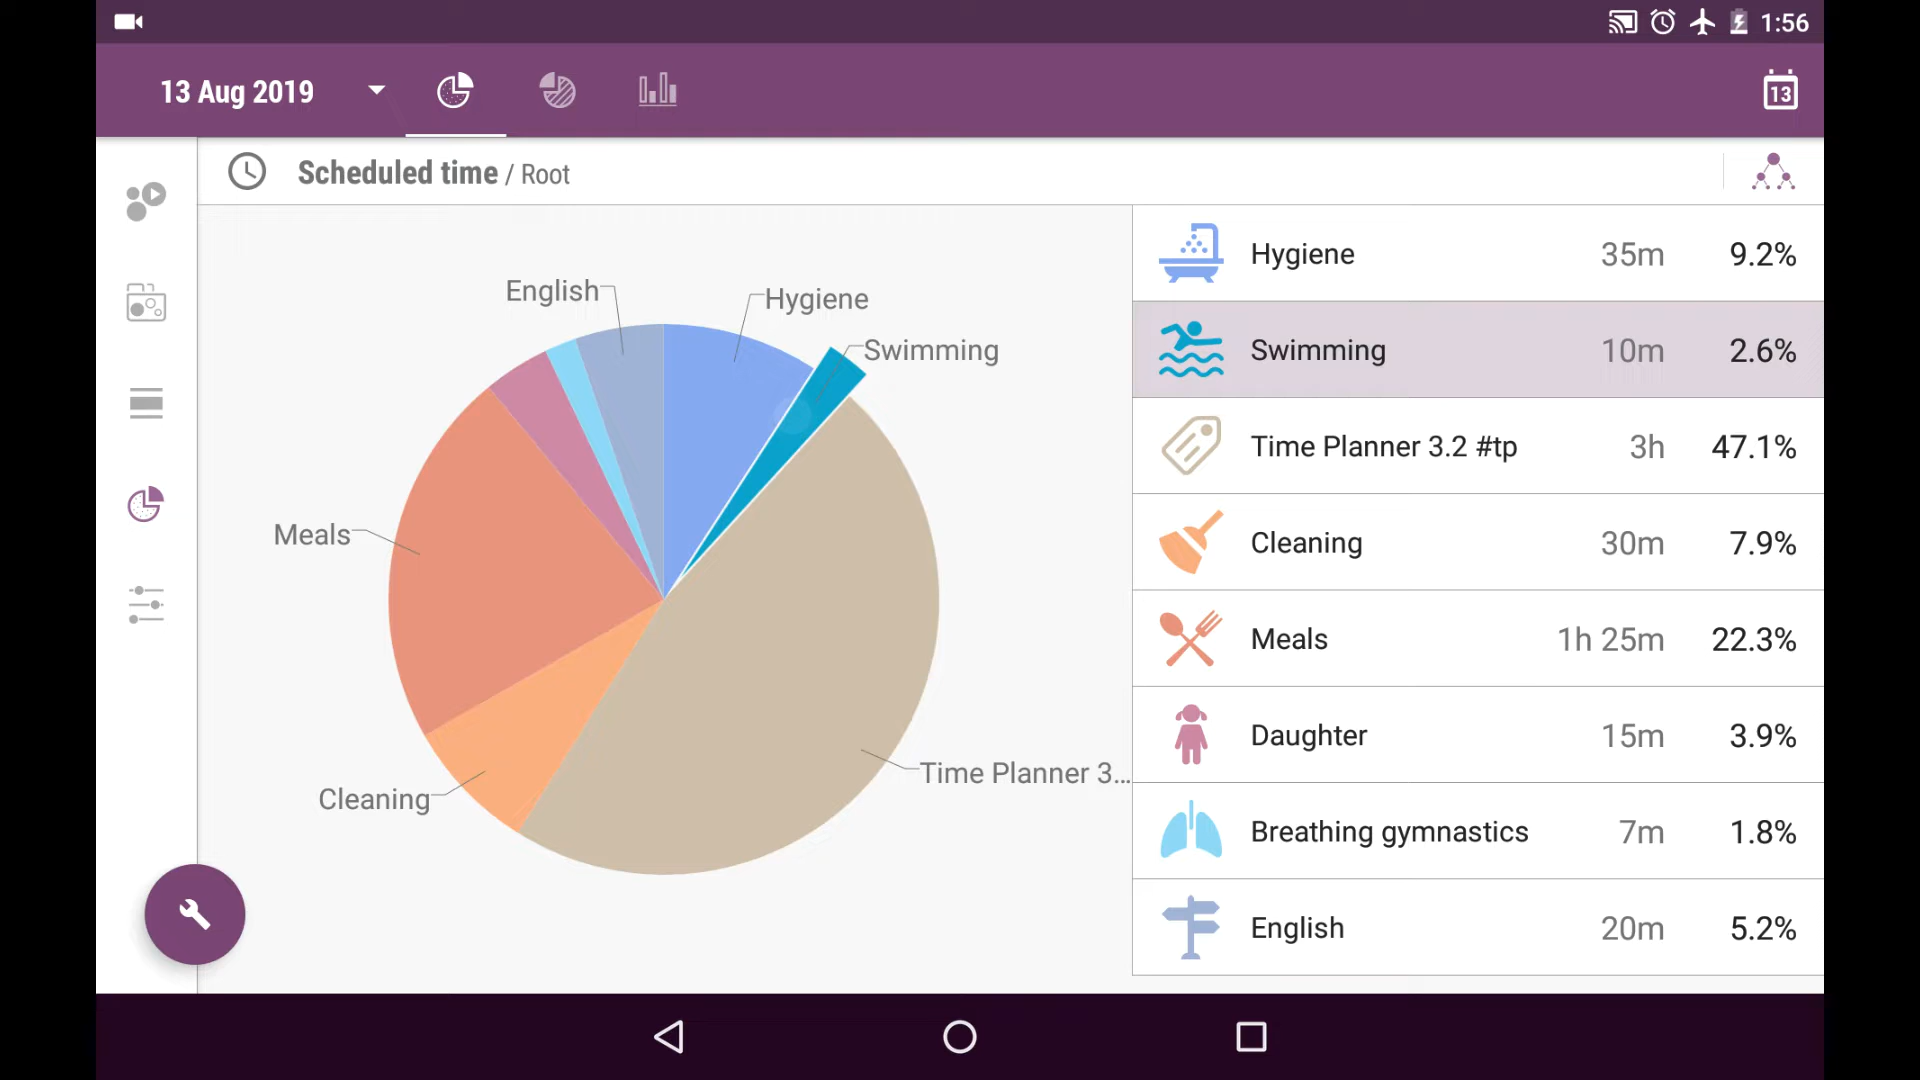 1:56
13 Aug 2019
13
Scheduled time / Root
Hygiene 35m 9.2%
Swimming 10m 2.6%
Time Planner 3.2 #tp 3h 47.1%
Cleaning 30m 7.9%
Meals 1h 25m 22.3%
Daughter 15m 3.9%
Breathing gymnastics 7m 1.8%
English 20m 5.2%
English
Hygiene
Swimming
Meals
Time Planner 3...
Cleaning